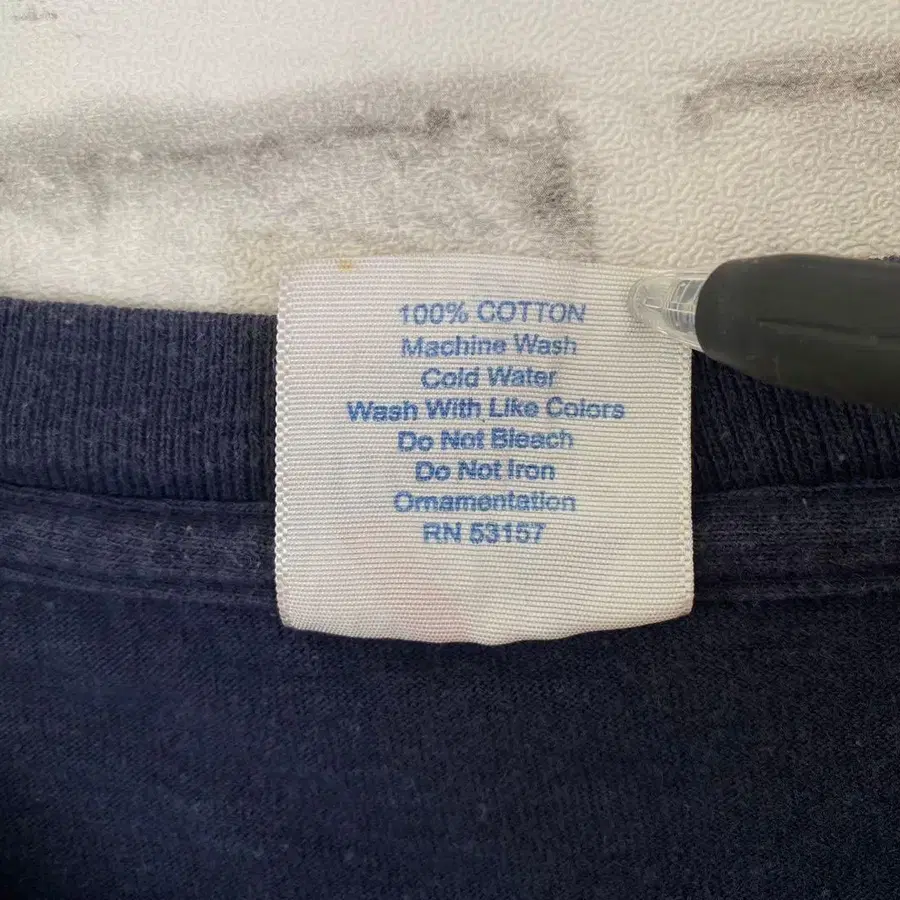 100% COTTON
Machine Wash
Cold Water
Wash With Like Colors
Do Not Bleach
Do Not Iron
Ornamentation
RN 53157